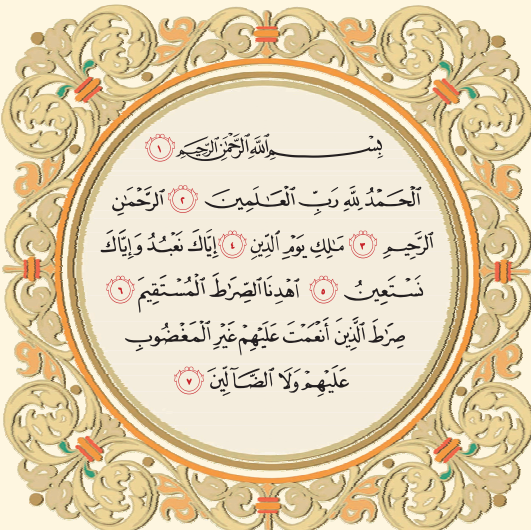 بِسْمِ ٱللَّهِ ٱلرَّحْمَٰنِ ٱلرَّحِيمِ ١
ٱلْحَمْدُ لِلَّهِ رَبِّ ٱلْعَٰلَمِينَ ٢ ٱلرَّحْمَٰنِ
ٱلرَّحِيمِ ٣ مَٰلِكِ يَوْمِ ٱلدِّينِ ٤ إِيَّاكَ نَعْبُدُ وَإِيَّاكَ
نَسْتَعِينُ ٥ ٱهْدِنَا ٱلصِّرَٰطَ ٱلْمُسْتَقِيمَ ٦
صِرَٰطَ ٱلَّذِينَ أَنْعَمْتَ عَلَيْهِمْ غَيْرِ ٱلْمَغْضُوبِ
عَلَيْهِمْ وَلَا ٱلضَّآلِّينَ ٧